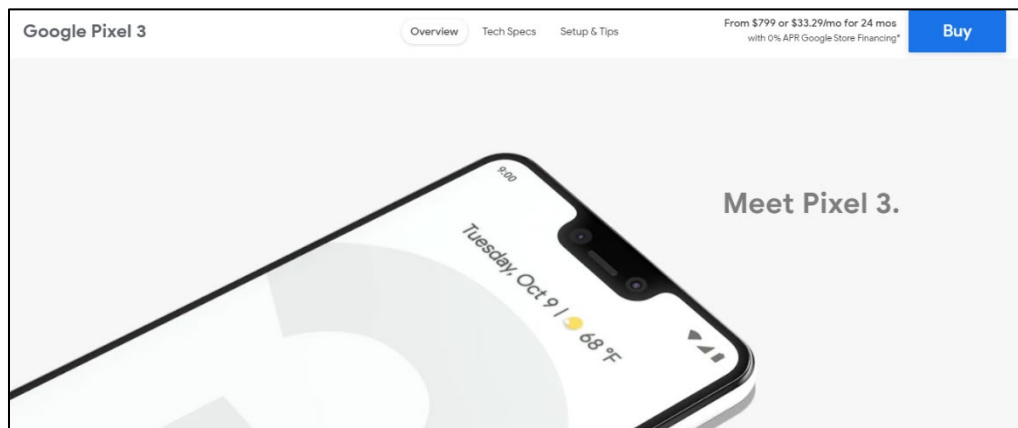 Google Pixel 3
Overview
Tech Specs
Setup & Tips
From $799 or $33.29/mo for 24 mos
with 0% APR Google Store Financing*
Buy
9:00
Tuesday, Oct 9 | 68 °F
Meet Pixel 3.